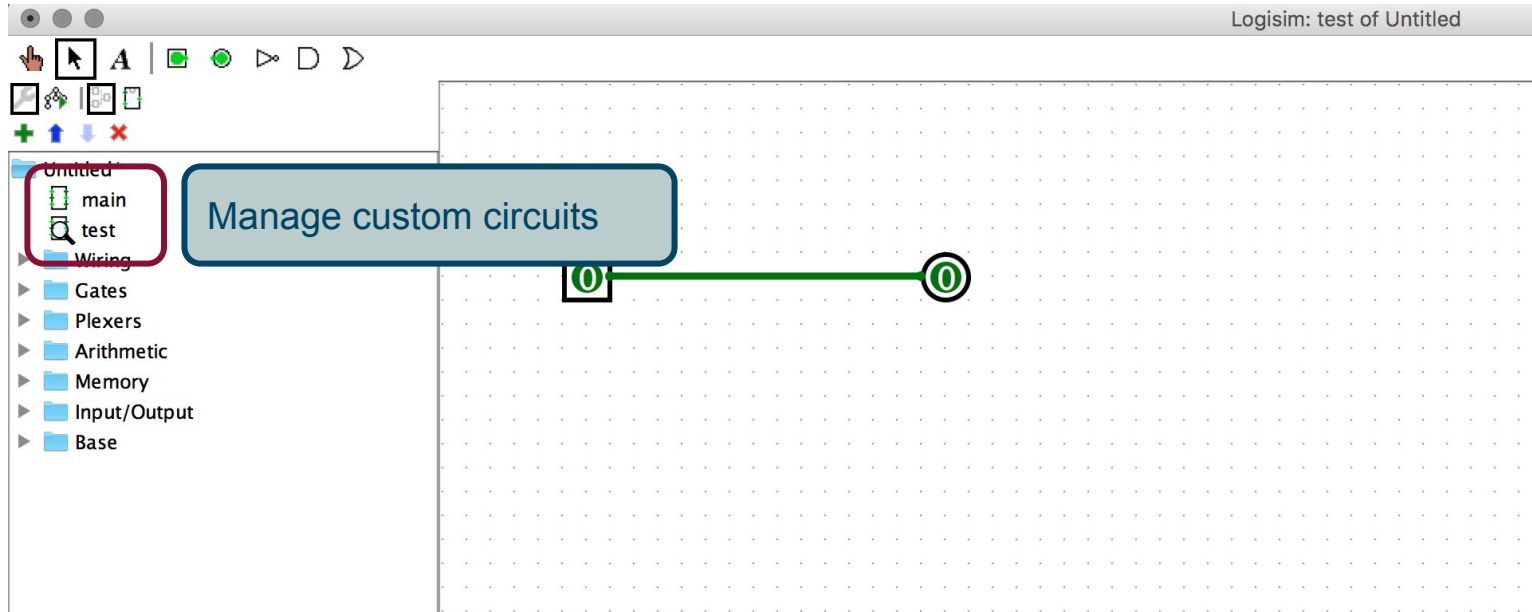 Logisim: test of Untitled
A
Untitled*
main
test
Manage custom circuits
Wiring
0 0
Gates
Plexers
Arithmetic
Memory
Input/Output
Base